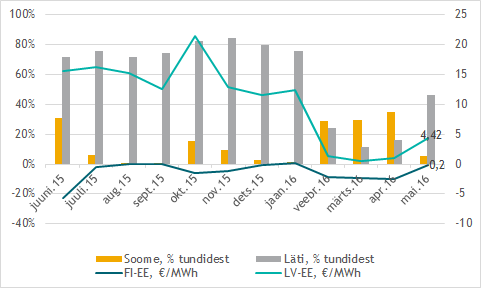 100%
80%
60%
40%
20%
0%
-20%
-40%
25
20
15
10
5
0
-5
-10
4,42
-0,2
juuni.15
juuli.15
aug.15
sept.15
okt.15
nov.15
dets.15
jaan.16
veebr.16
märts.16
apr.16
mai.16
Soome, % tundidest
Läti, % tundidest
FI-EE, €/MWh
LV-EE, €/MWh